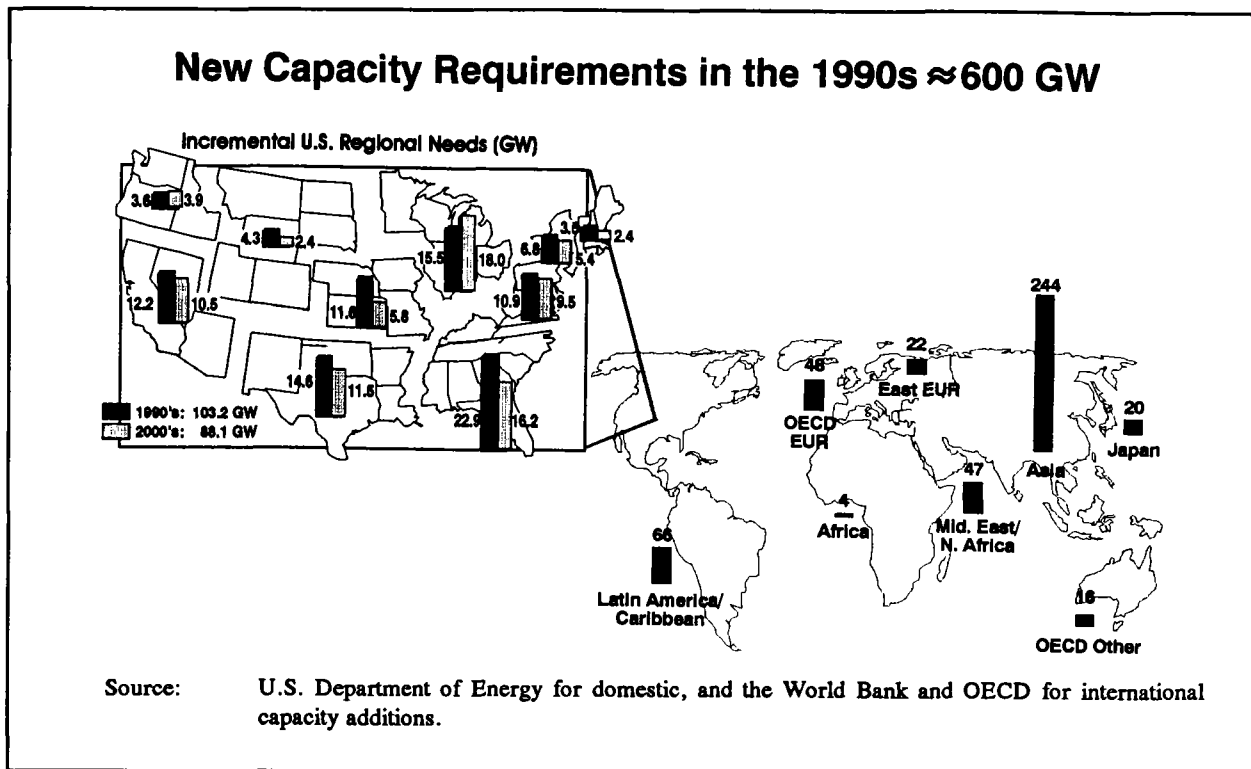 New Capacity Requirements in the 1990s ≈600 GW
Incremental U.S. Regional Needs (GW)
3.6 3.9
4.3 2.4
15.5 18.0
6.8 5.4
2.4
12.2 10.5
11.6 5.8
10.9 9.5
14.6 11.5
22.9 16.2
1990's: 103.2 GW
2000's: 88.1 GW
244
Asia
22
East EUR
48
OECD
EUR
20
Japan
47
Mid. East/
N. Africa
4
Africa
66
Latin America/
Caribbean
16
OECD Other
Source: U.S. Department of Energy for domestic, and the World Bank and OECD for international
capacity additions.